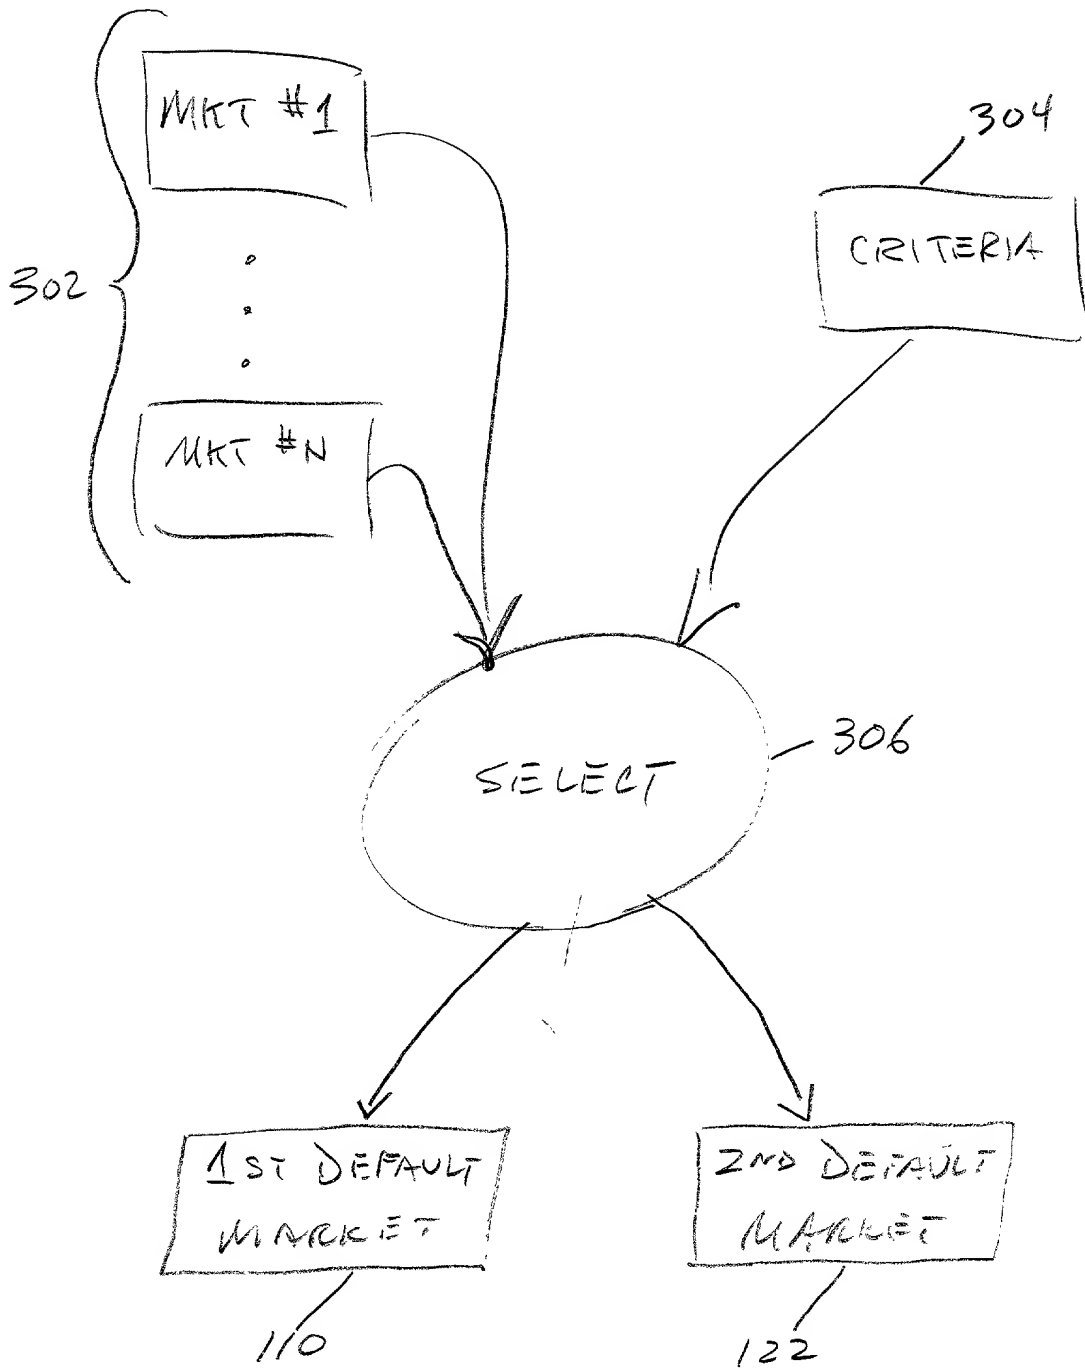 MKT #1
304
CRITERIA
302
MKT #N
306
SELECT
1ST DEFAULT
MARKET
2ND DEFAULT
MARKET
110
122